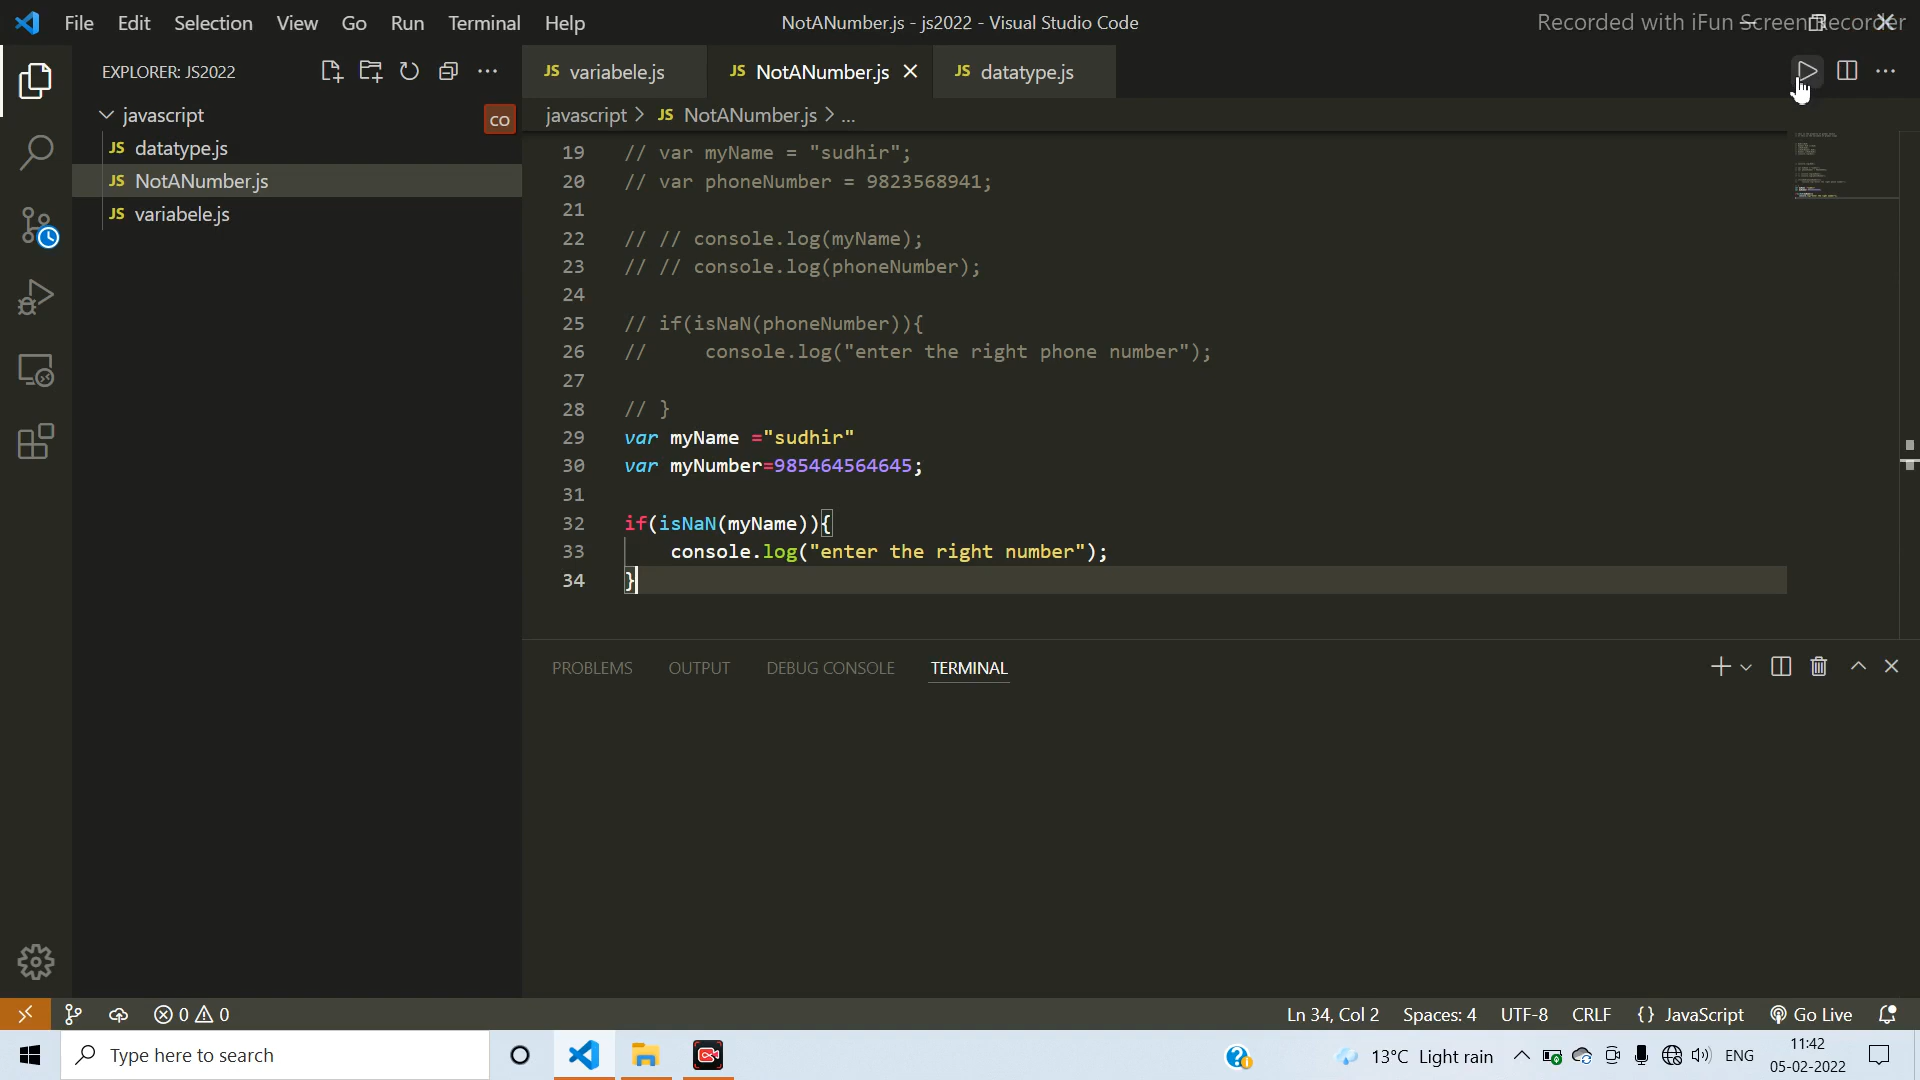 File Edit Selection View Go Run Terminal Help
NotANumber.js - js2022 - Visual Studio Code
Recorded with iFun Screen Recorder
EXPLORER: JS2022
javascript
CO
JS datatype.js
JS NotANumber.js
JS variabele.js
JS variabele.js
JS NotANumber.js
JS datatype.js
javascript > JS NotANumber.js > ...
19 // var myName = "sudhir";
20 // var phoneNumber = 9823568941;
21
22 // // console.log(myName);
23 // // console.log(phoneNumber);
24
25 // if(isNaN(phoneNumber)){
26 //     console.log("enter the right phone number");
27
28 // }
29 var myName ="sudhir"
30 var myNumber=985464564645;
31
32 if(isNaN(myName)){
33     console.log("enter the right number");
34 }
PROBLEMS OUTPUT DEBUG CONSOLE TERMINAL
0 0
Ln 34, Col 2 Spaces: 4 UTF-8 CRLF {} JavaScript Go Live
Type here to search
13°C Light rain
ENG
11:42
05-02-2022